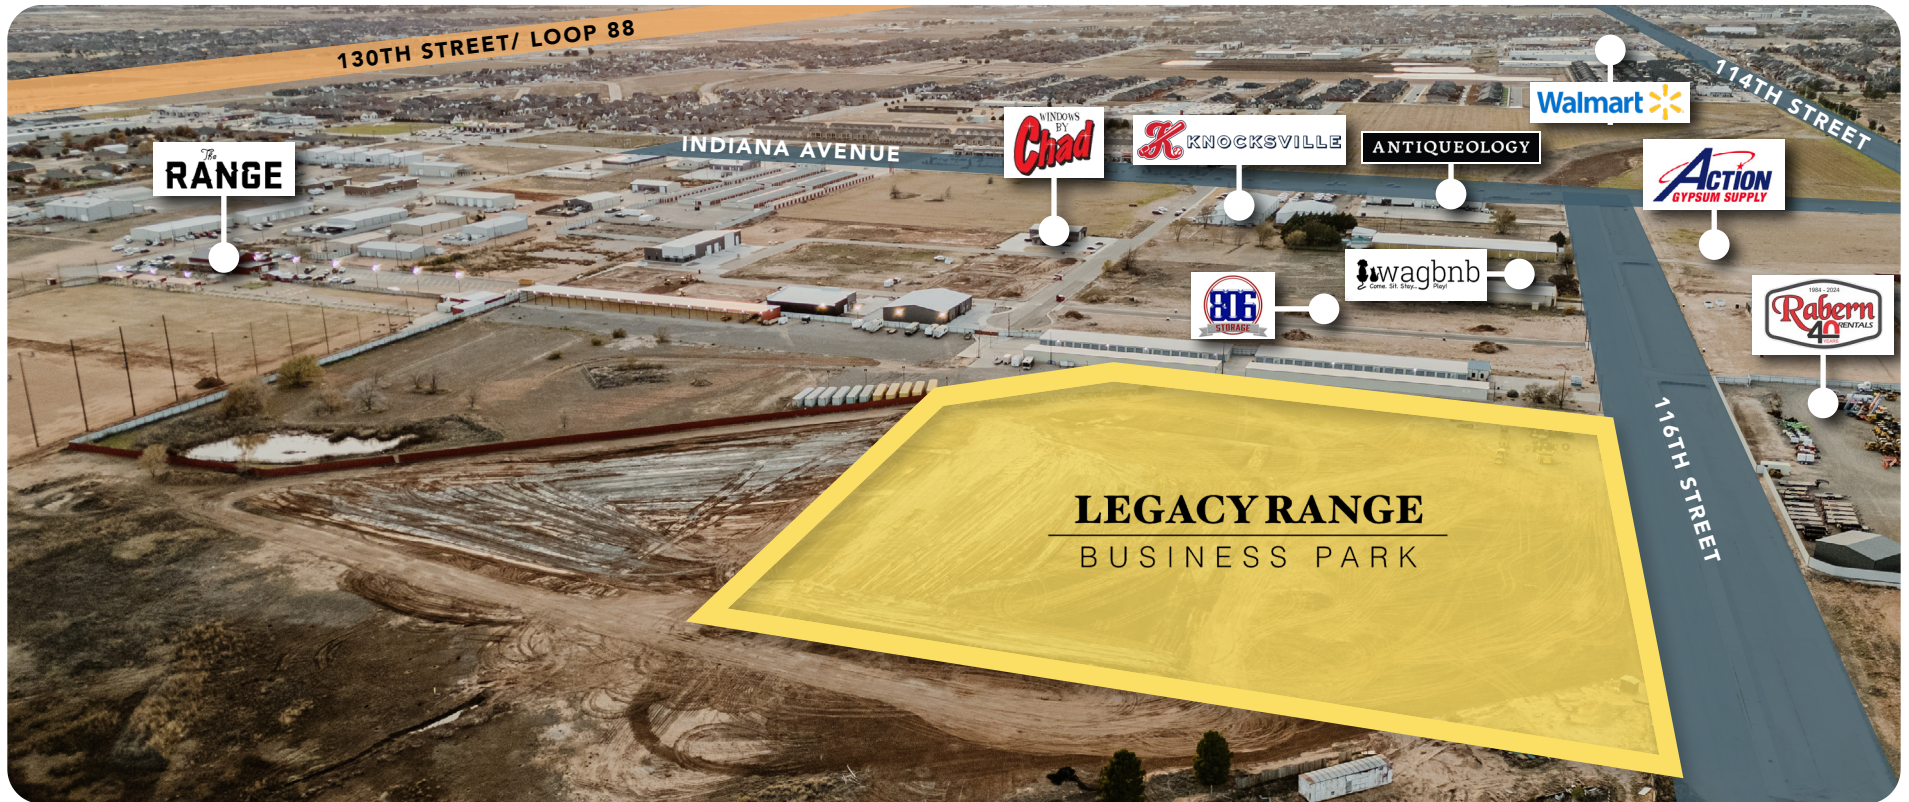 130TH STREET/ LOOP 88
114TH STREET
Walmart
INDIANA AVENUE
WINDOWS
BY
Chad
K KNOCKSVILLE
ANTIQUEOLOGY
The
RANGE
ACTION
GYPSUM SUPPLY
wagbnb
Come. Sit. Stay... Play!
806
STORAGE
1984 - 2024
Rabern
RENTALS
40
YEARS
116TH STREET
LEGACY RANGE
BUSINESS PARK